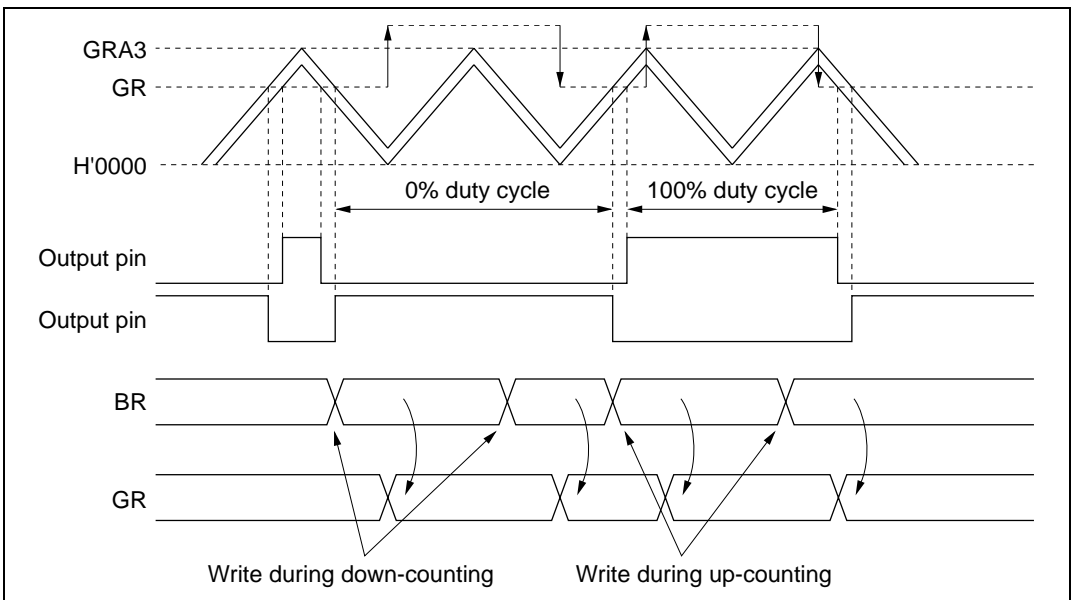 GRA3
GR
H'0000
0% duty cycle
100% duty cycle
Output pin
Output pin
BR
GR
Write during down-counting
Write during up-counting